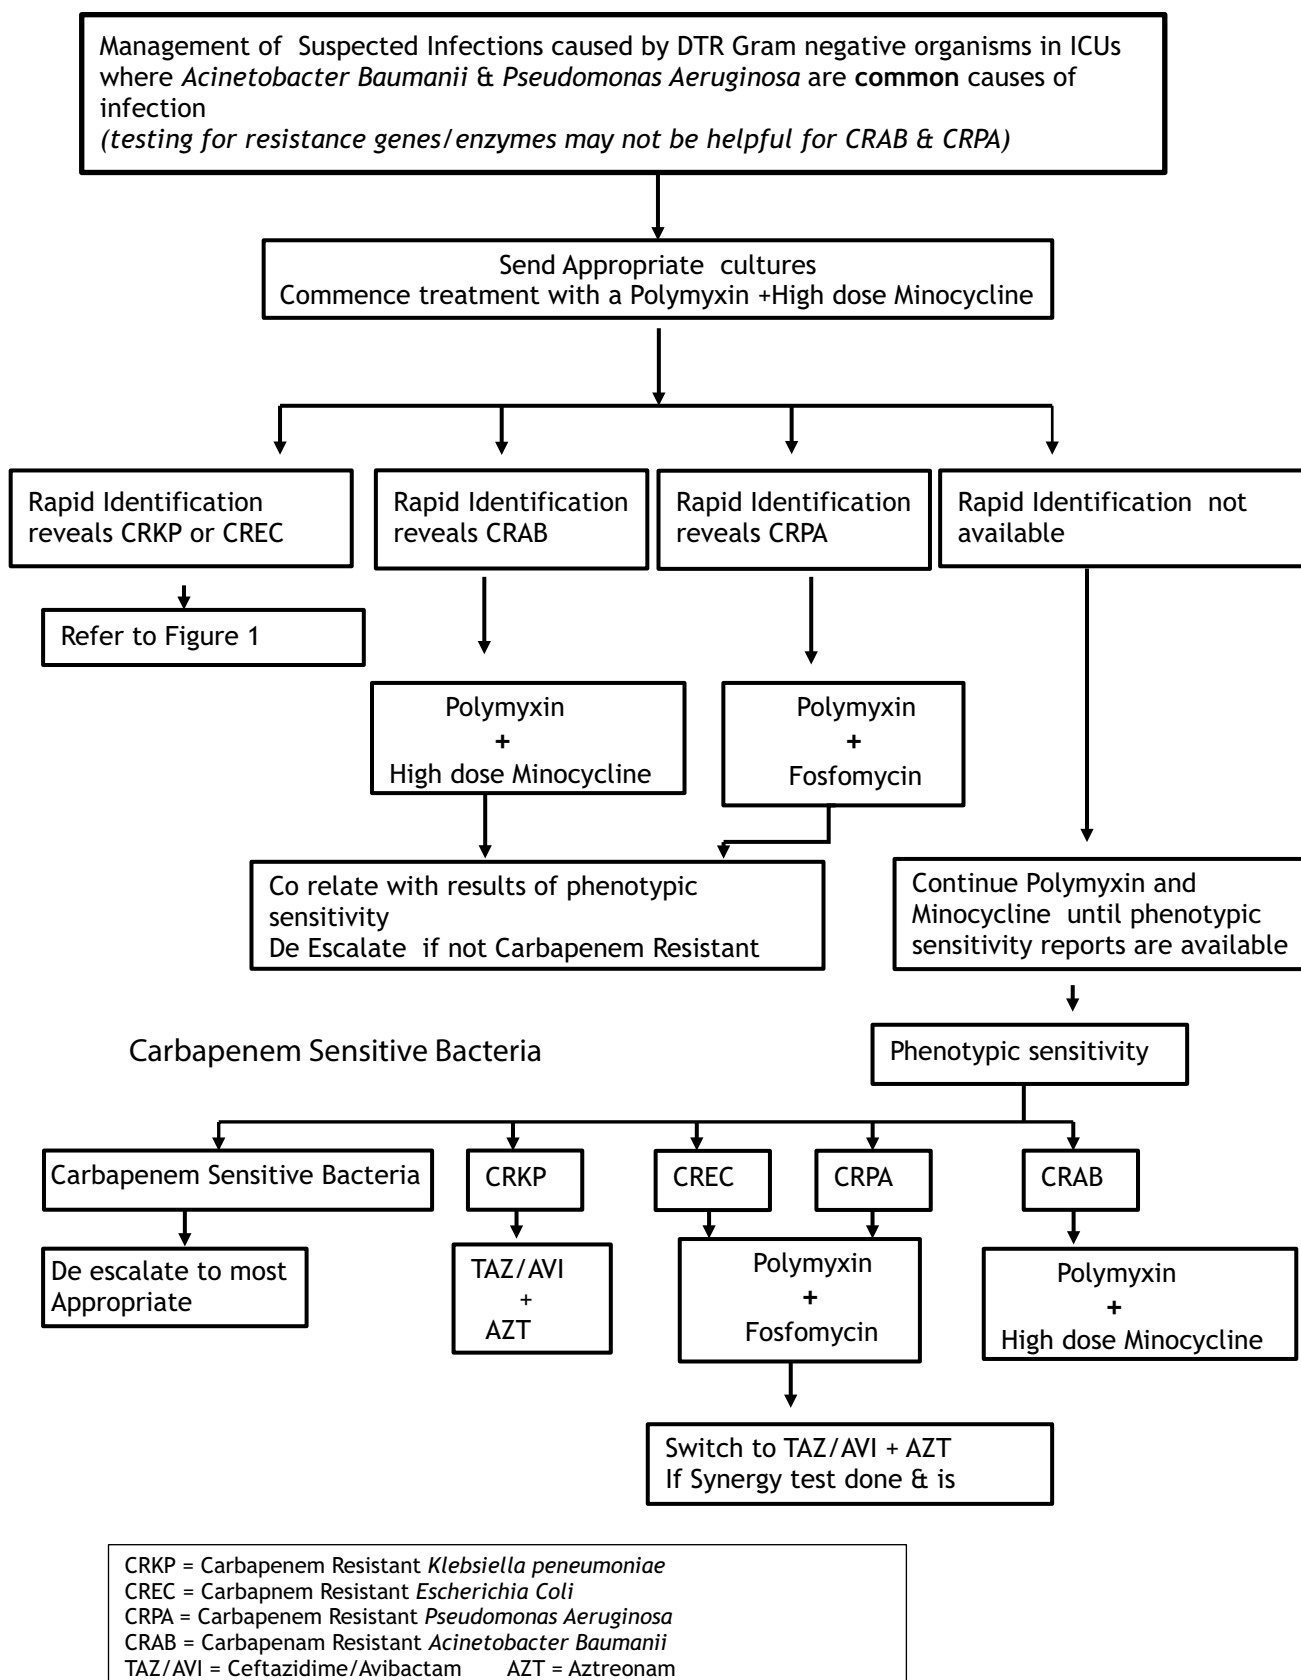 Management of Suspected Infections caused by DTR Gram negative organisms in ICUs
where Acinetobacter Baumanii & Pseudomonas Aeruginosa are common causes of
infection
(testing for resistance genes/enzymes may not be helpful for CRAB & CRPA)
Send Appropriate cultures
Commence treatment with a Polymyxin +High dose Minocycline
Rapid Identification
reveals CRKP or CREC
Rapid Identification
reveals CRAB
Rapid Identification
reveals CRPA
Rapid Identification not
available
Refer to Figure 1
Polymyxin
+
High dose Minocycline
Polymyxin
+
Fosfomycin
Co relate with results of phenotypic
sensitivity
De Escalate if not Carbapenem Resistant
Continue Polymyxin and
Minocycline until phenotypic
sensitivity reports are available
Carbapenem Sensitive Bacteria
Phenotypic sensitivity
Carbapenem Sensitive Bacteria
CRKP
CREC
CRPA
CRAB
De escalate to most
Appropriate
TAZ/AVI
+
AZT
Polymyxin
+
Fosfomycin
Polymyxin
+
High dose Minocycline
Switch to TAZ/AVI + AZT
If Synergy test done & is
CRKP = Carbapenem Resistant Klebsiella peneumoniae
CREC = Carbapnem Resistant Escherichia Coli
CRPA = Carbapenem Resistant Pseudomonas Aeruginosa
CRAB = Carbapenam Resistant Acinetobacter Baumanii
TAZ/AVI = Ceftazidime/Avibactam AZT = Aztreonam